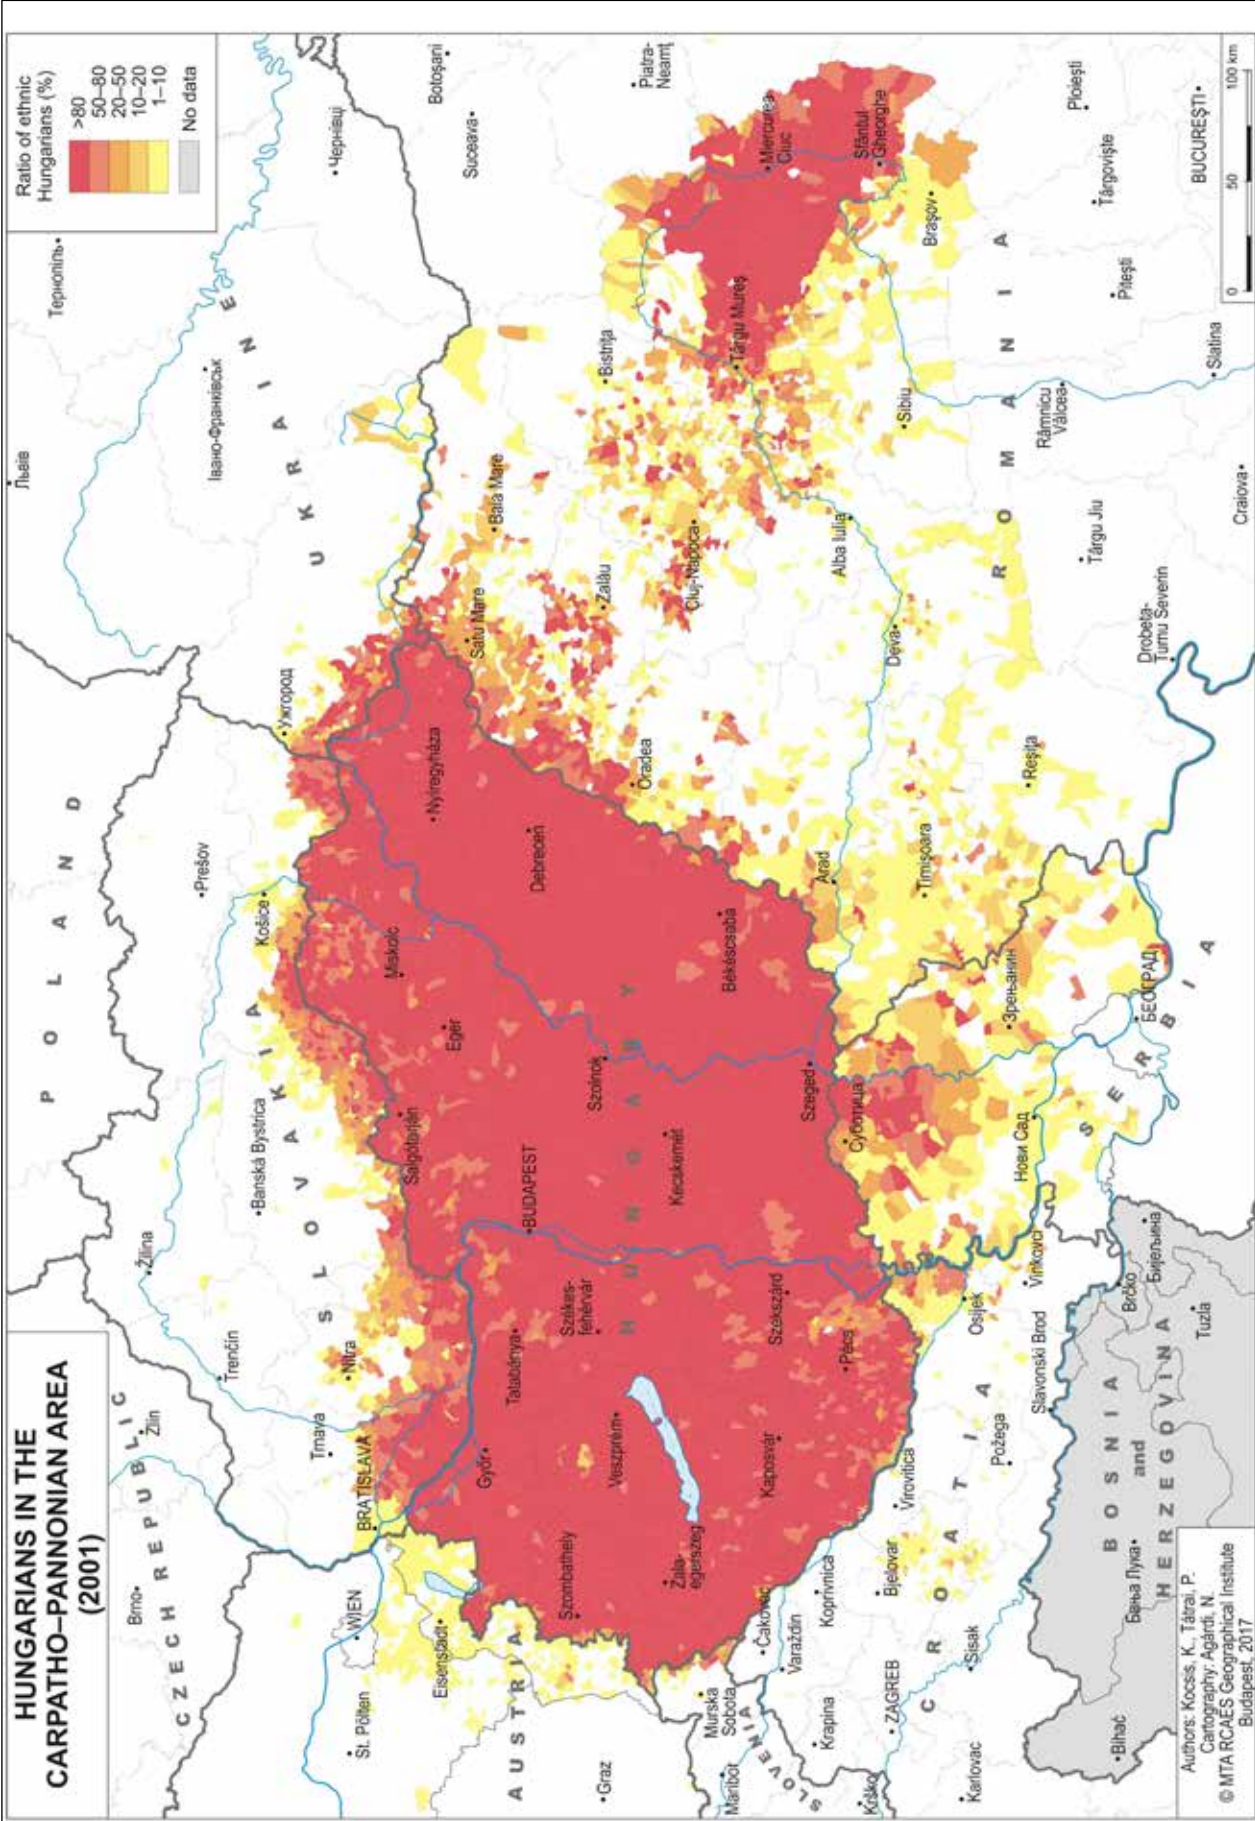 HUNGARIANS IN THE
CARPATHO–PANNONIAN AREA
(2001)
Ratio of ethnic
Hungarians (%)
>80
50–80
20–50
10–20
1–10
No data
POLAND
CZECH REPUBLIC
SLOVAKIA
UKRAINE
AUSTRIA
HUNGARY
ROMANIA
SLOVENIA
CROATIA
SERBIA
BOSNIA
and
HERZEGOVINA
Brno
Zlín
Trenčín
Žilina
Prešov
Košice
Banská Bystrica
Trnava
Nitra
BRATISLAVA
Львів
Тернопіль
Івано-Франківськ
Чернівці
Ужгород
WIEN
St. Pölten
Eisenstadt
Graz
Győr
Tatabánya
BUDAPEST
Salgótarján
Eger
Miskolc
Nyíregyháza
Debrecen
Szombathely
Veszprém
Székes-
fehérvár
Szolnok
Zala-
egerszeg
Kaposvár
Szekszárd
Kecskemét
Békéscsaba
Pécs
Szeged
Satu Mare
Baia Mare
Botoșani
Suceava
Piatra-
Neamț
Oradea
Zalău
Bistrița
Cluj-Napoca
Târgu Mureș
Miercurea
Ciuc
Sfântul
Gheorghe
Arad
Alba Iulia
Deva
Sibiu
Brașov
Timișoara
Reșița
Târgu Jiu
Râmnicu
Vâlcea
Pitești
Târgoviște
Ploiești
BUCUREȘTI
Drobeta-
Turnu Severin
Craiova
Slatina
Maribor
Murska
Sobota
Čakovec
Varaždin
Koprivnica
Krapina
Krško
ZAGREB
Bjelovar
Virovitica
Karlovac
Sisak
Požega
Osijek
Vinkovci
Slavonski Brod
Суботица
Зрењанин
Нови Сад
БЕОГРАД
Bihać
Бања Лука
Brčko
Бијељина
Tuzla
0 50 100 km
Authors: Kocsis, K., Tátrai, P.
Cartography: Agárdi, N.
© MTA RCAES Geographical Institute
Budapest, 2017